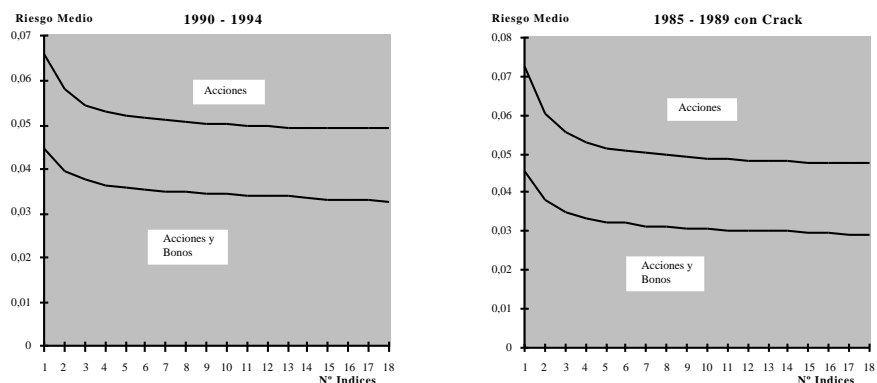 Riesgo Medio
1990 - 1994
0,07
0,06
0,05
0,04
0,03
0,02
0,01
0
Acciones
Acciones y
Bonos
1 2 3 4 5 6 7 8 9 10 11 12 13 14 15 16 17 18
Nº Indices
Riesgo Medio
1985 - 1989 con Crack
0,08
0,07
0,06
0,05
0,04
0,03
0,02
0,01
0
Acciones
Acciones y
Bonos
1 2 3 4 5 6 7 8 9 10 11 12 13 14 15 16 17 18
Nº Indices